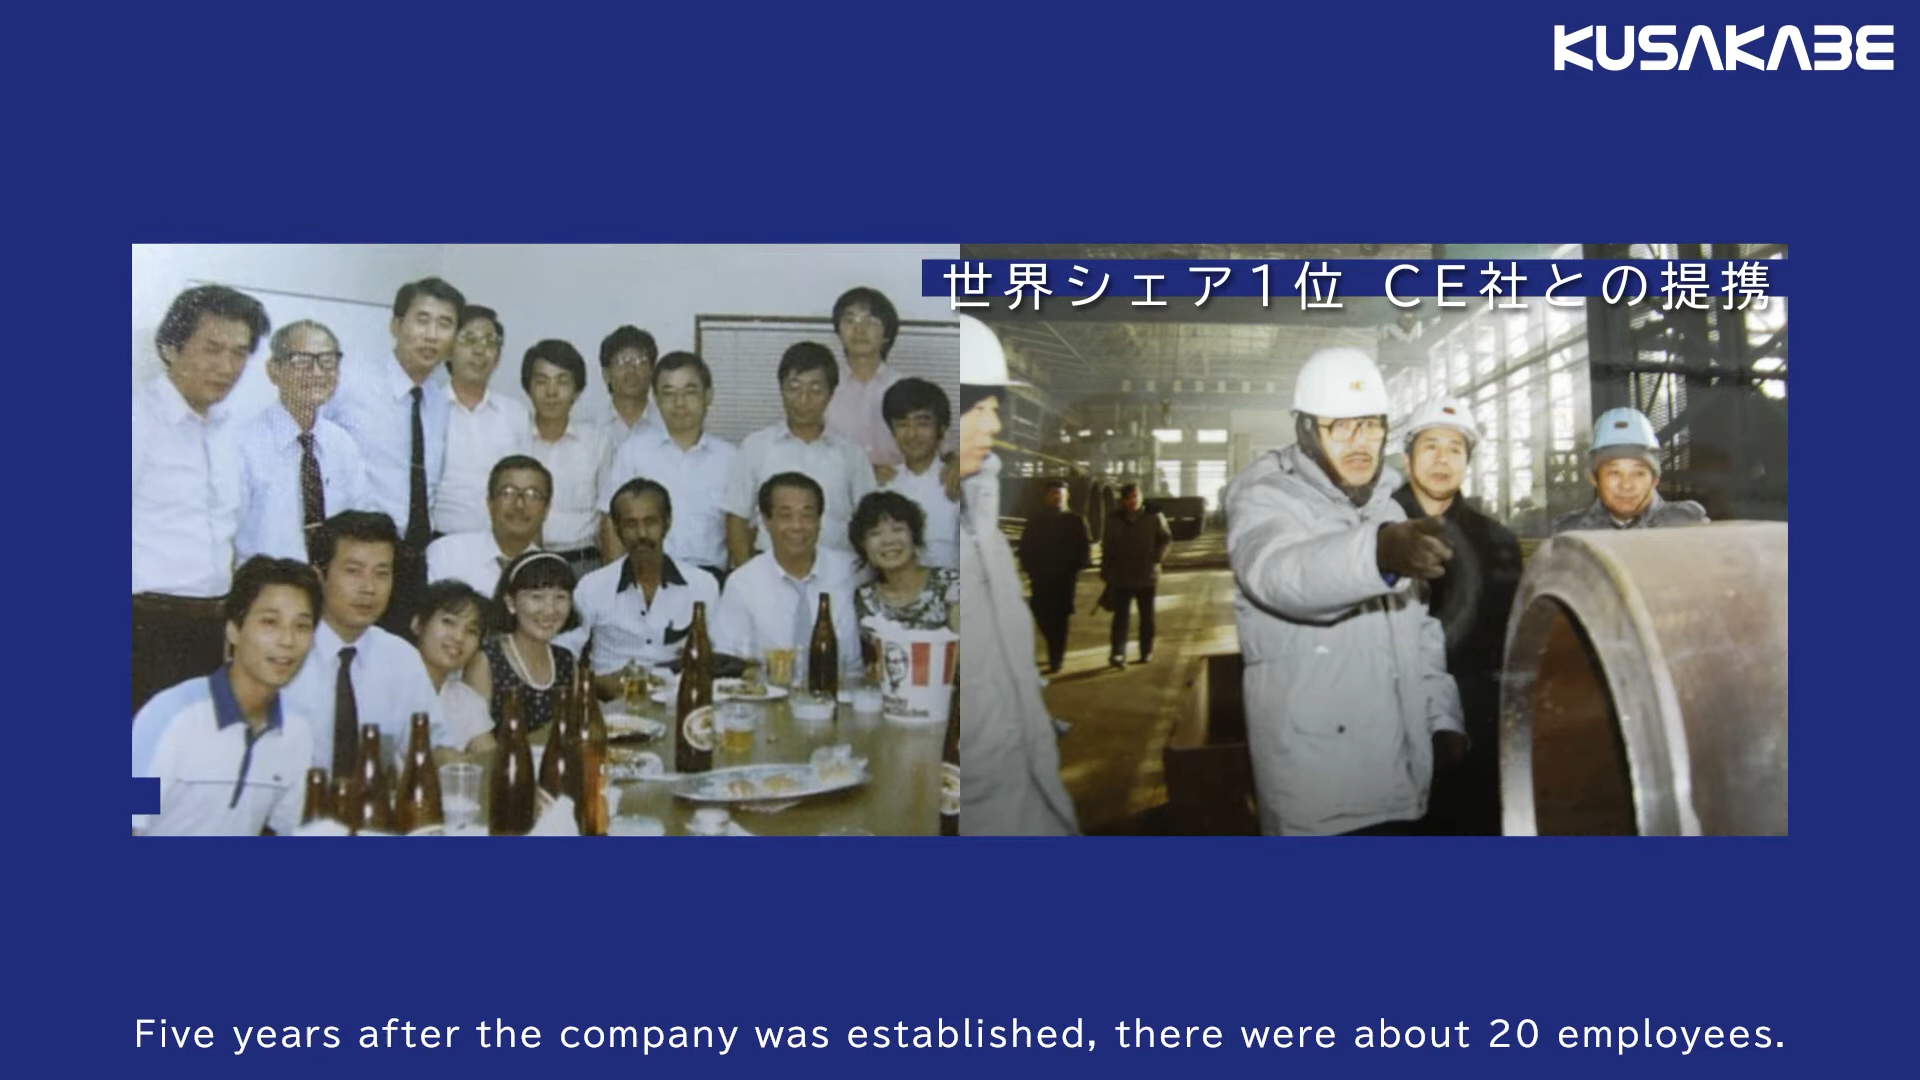 KUSAKABE
世界シェア1位 CE社との提携
Five years after the company was established, there were about 20 employees.